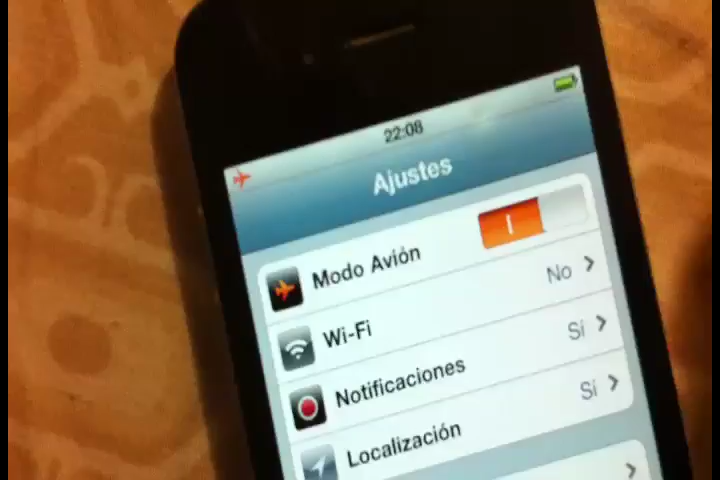 22:08
Ajustes
Modo Avión
Wi-Fi No
Notificaciones Sí
Localización Sí